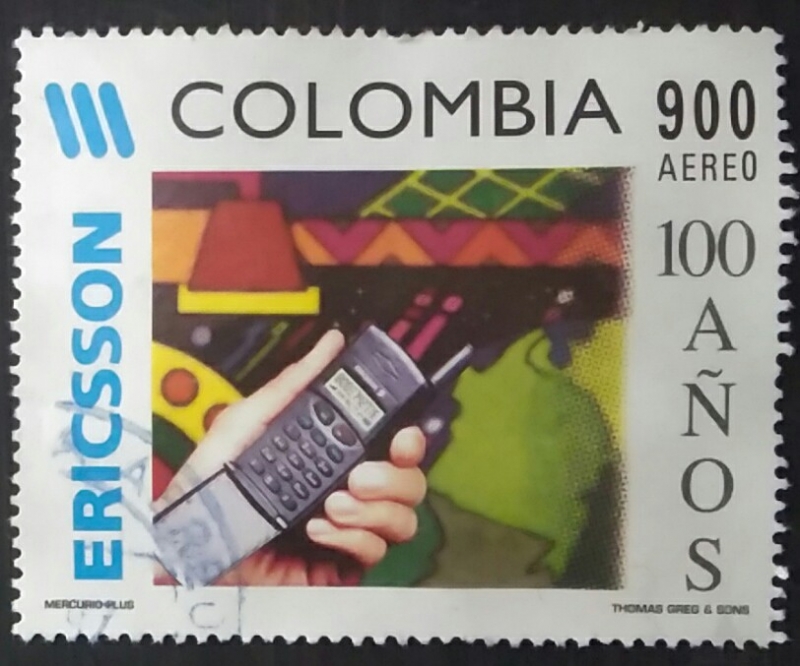 COLOMBIA 900
AEREO
ERICSSON
100
AÑOS
MERCURIO-PLUS
THOMAS GREG & SONS